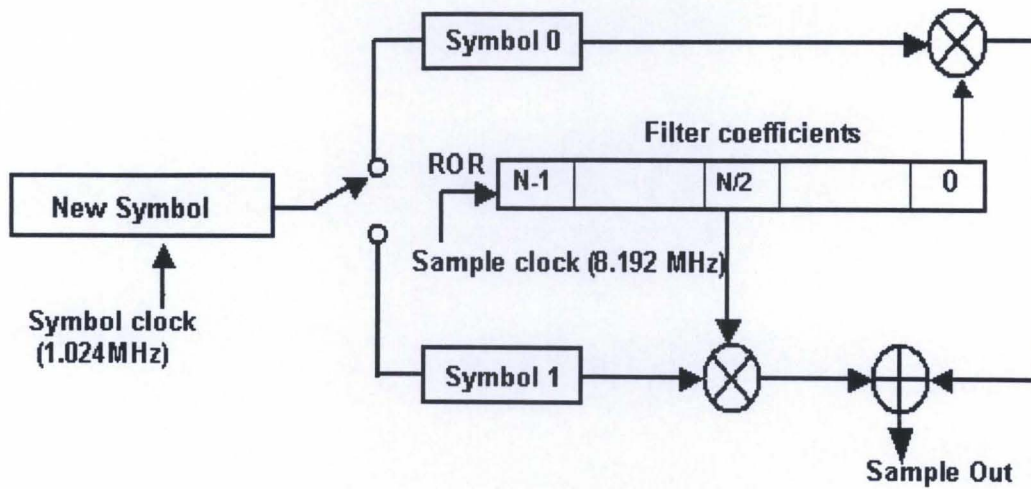 Symbol 0
Filter coefficients
ROR
N-1
N/2
0
New Symbol
Sample clock (8.192 MHz)
Symbol clock
(1.024MHz)
Symbol 1
Sample Out